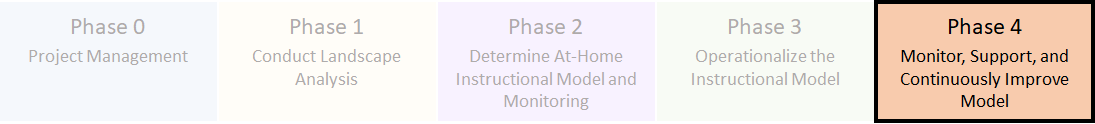 Phase 0
Project Management
Phase 1
Conduct Landscape
Analysis
Phase 2
Determine At-Home
Instructional Model and
Monitoring
Phase 3
Operationalize the
Instructional Model
Phase 4
Monitor, Support, and
Continuously Improve
Model